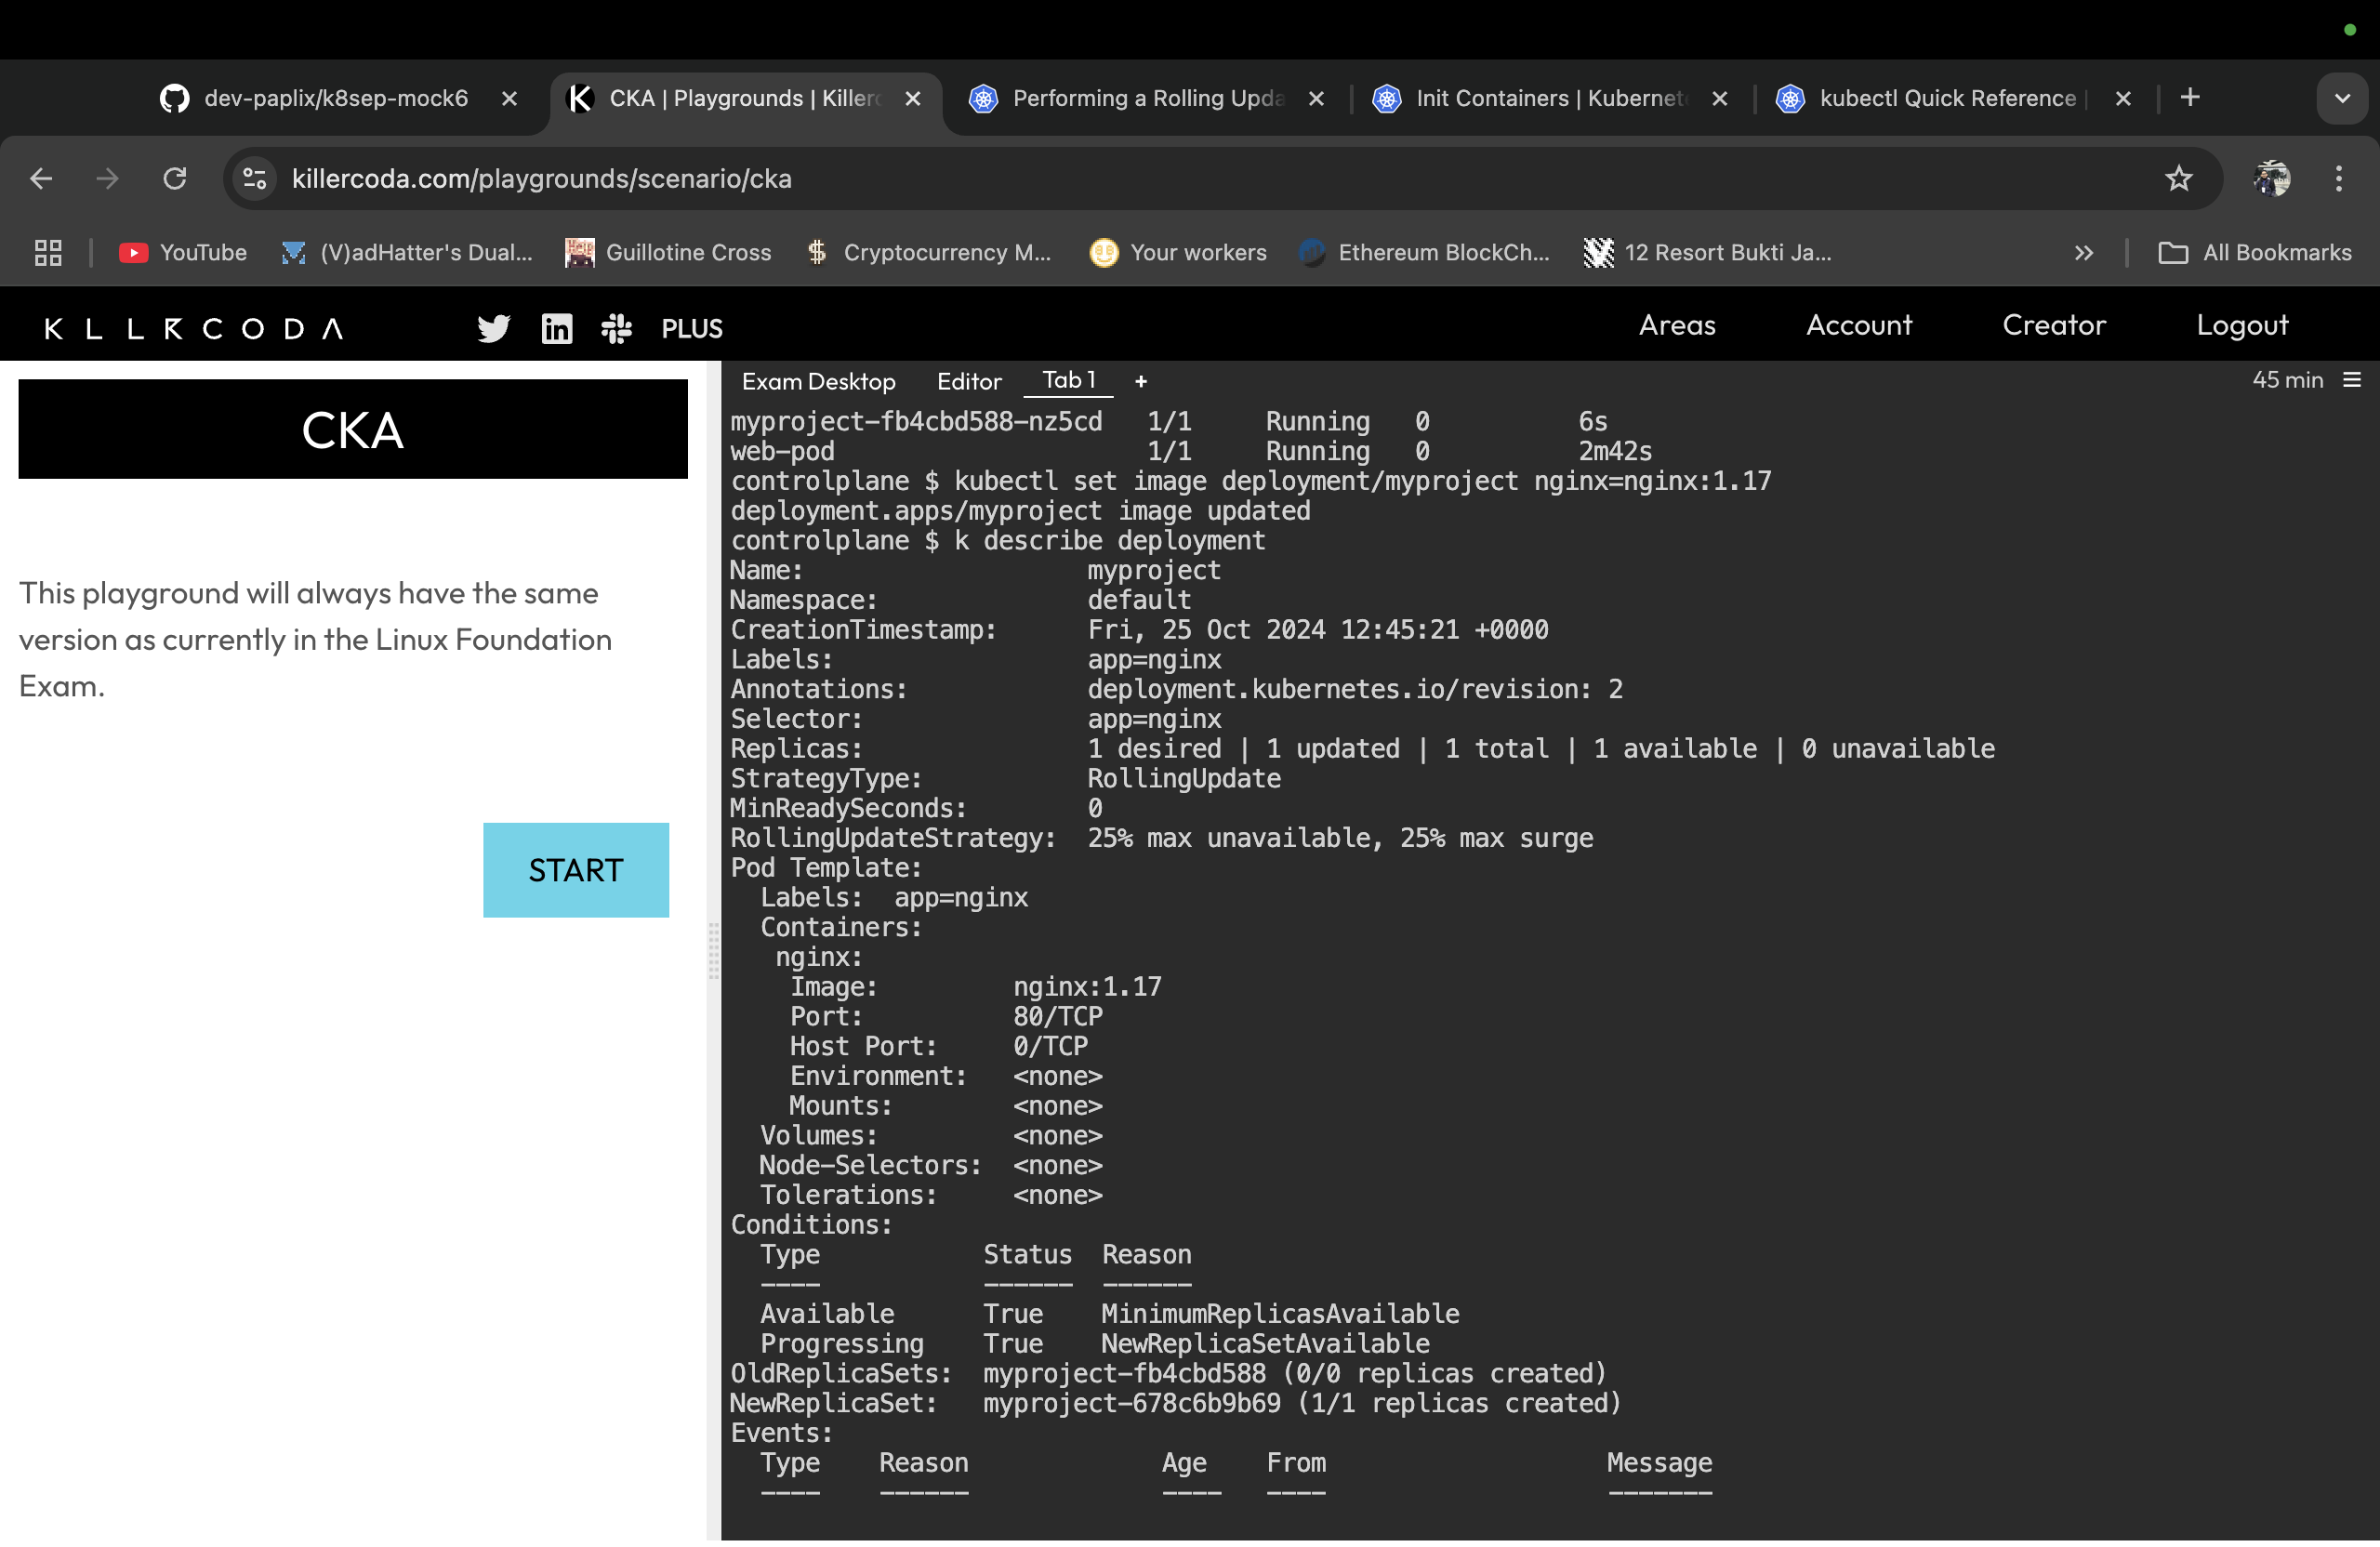 dev-paplix/k8sep-mock6
CKA | Playgrounds | Killerc
Performing a Rolling Upda
Init Containers | Kubernete
kubectl Quick Reference |
killercoda.com/playgrounds/scenario/cka
YouTube
(V)adHatter's Dual...
Guillotine Cross
Cryptocurrency M...
Your workers
Ethereum BlockCh...
12 Resort Bukti Ja...
All Bookmarks
KLLRCODA
PLUS
Areas
Account
Creator
Logout
CKA
This playground will always have the same
version as currently in the Linux Foundation
Exam.
START
Exam Desktop Editor Tab 1 +
45 min
myproject-fb4cbd588-nz5cd 1/1 Running 0 6s
web-pod 1/1 Running 0 2m42s
controlplane $ kubectl set image deployment/myproject nginx=nginx:1.17
deployment.apps/myproject image updated
controlplane $ k describe deployment
Name: myproject
Namespace: default
CreationTimestamp: Fri, 25 Oct 2024 12:45:21 +0000
Labels: app=nginx
Annotations: deployment.kubernetes.io/revision: 2
Selector: app=nginx
Replicas: 1 desired | 1 updated | 1 total | 1 available | 0 unavailable
StrategyType: RollingUpdate
MinReadySeconds: 0
RollingUpdateStrategy: 25% max unavailable, 25% max surge
Pod Template:
Labels: app=nginx
Containers:
nginx:
Image: nginx:1.17
Port: 80/TCP
Host Port: 0/TCP
Environment: <none>
Mounts: <none>
Volumes: <none>
Node-Selectors: <none>
Tolerations: <none>
Conditions:
Type Status Reason
---- ------ ------
Available True MinimumReplicasAvailable
Progressing True NewReplicaSetAvailable
OldReplicaSets: myproject-fb4cbd588 (0/0 replicas created)
NewReplicaSet: myproject-678c6b9b69 (1/1 replicas created)
Events:
Type Reason Age From Message
---- ------ ---- ---- -------